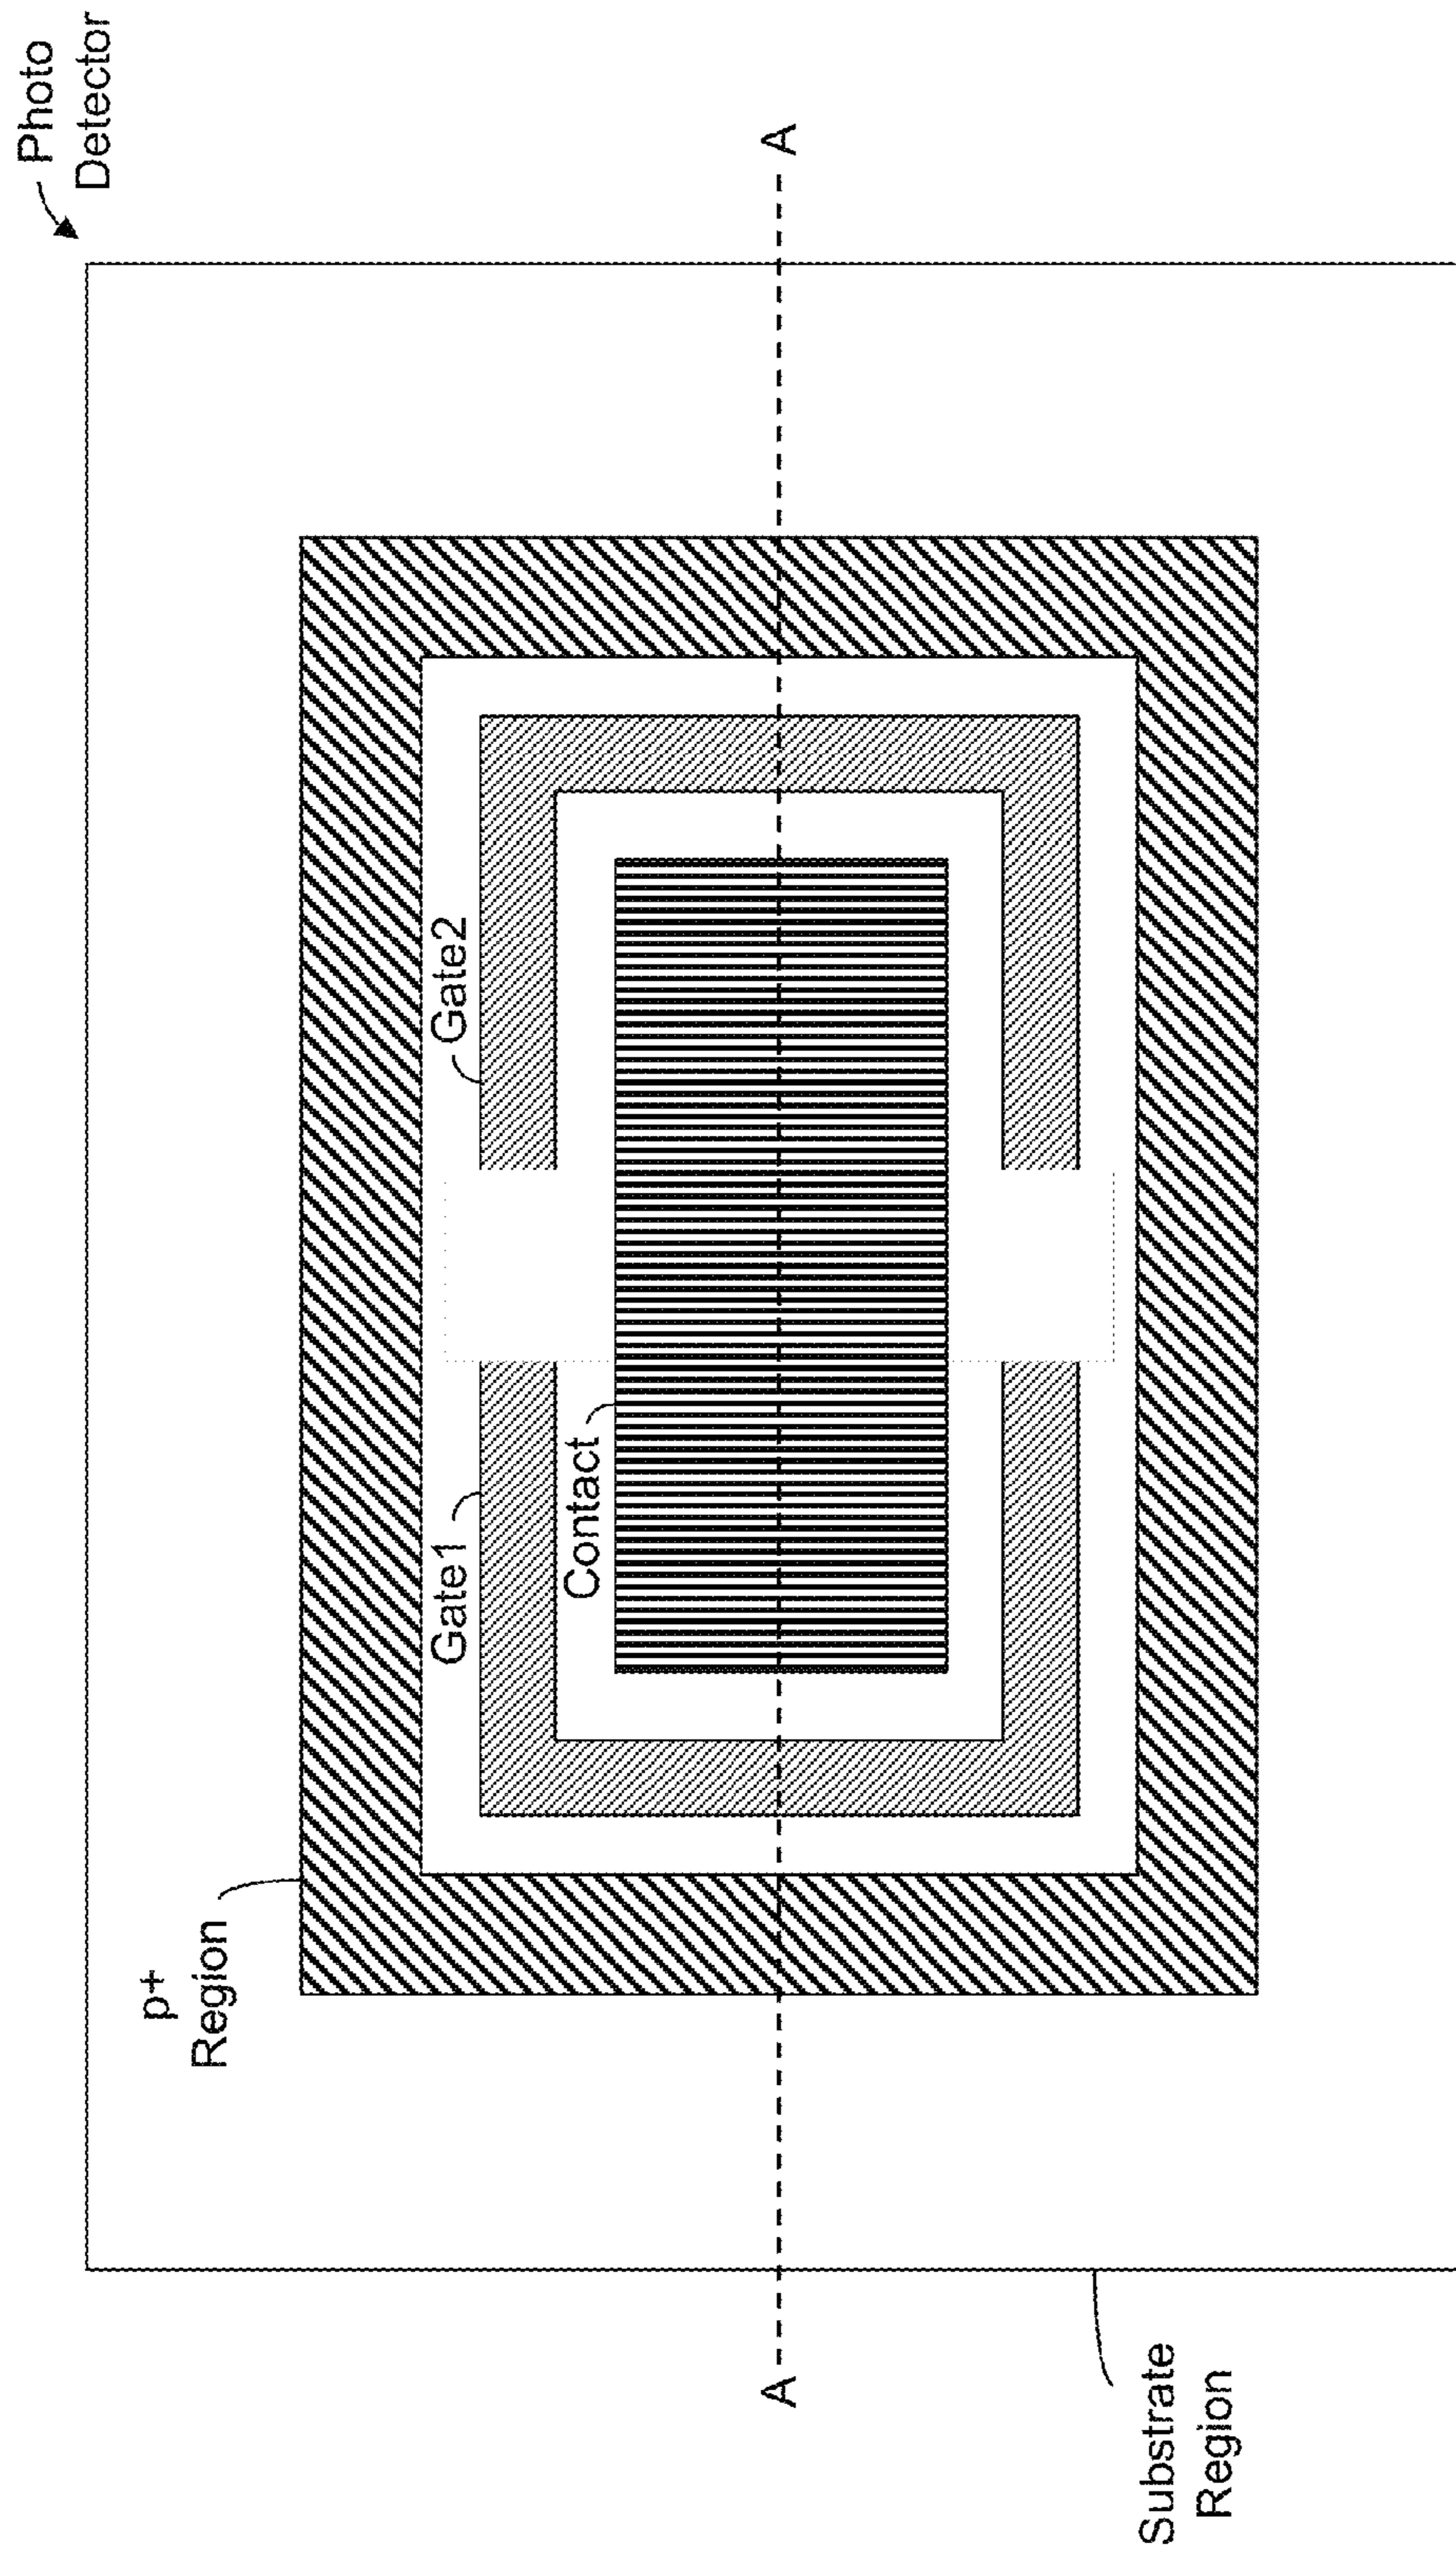 Photo
Detector
A
Gate2
Gate1
Contact
p+
Region
A
Substrate
Region